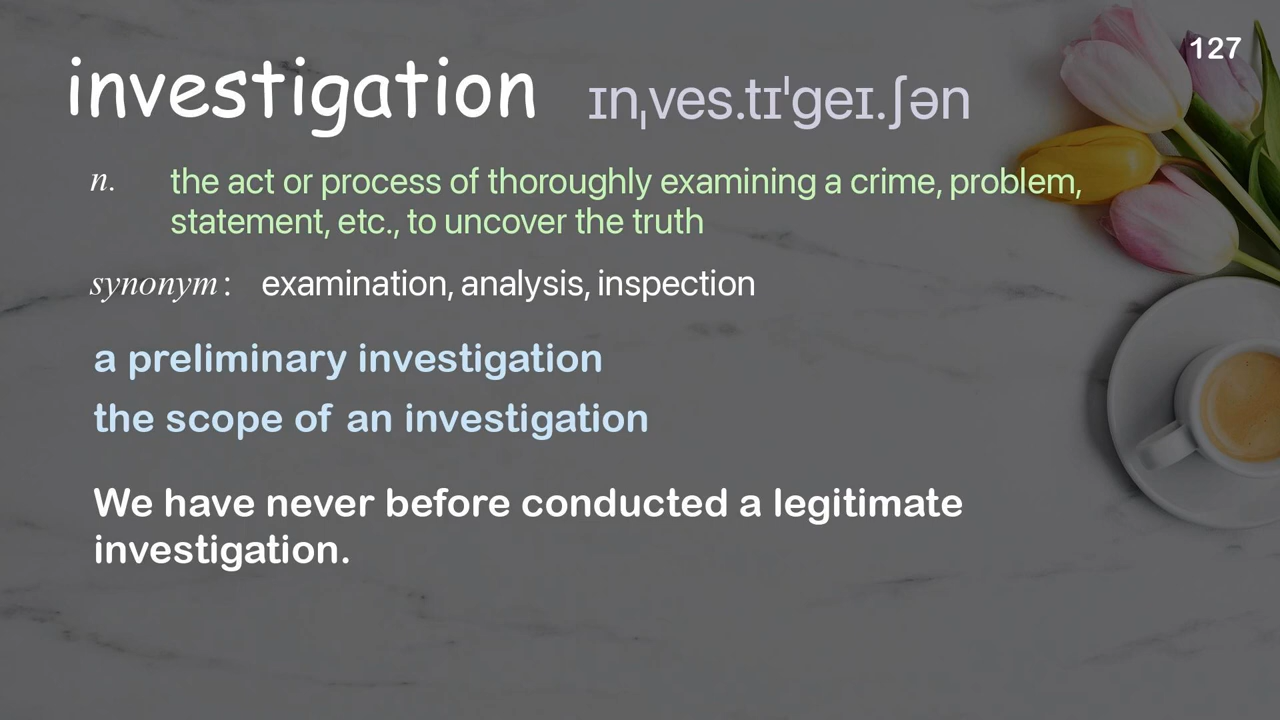 127
investigation ɪnˌves.tɪˈɡeɪ.ʃən
n. the act or process of thoroughly examining a crime, problem,
statement, etc., to uncover the truth
synonym: examination, analysis, inspection
a preliminary investigation
the scope of an investigation
We have never before conducted a legitimate
investigation.